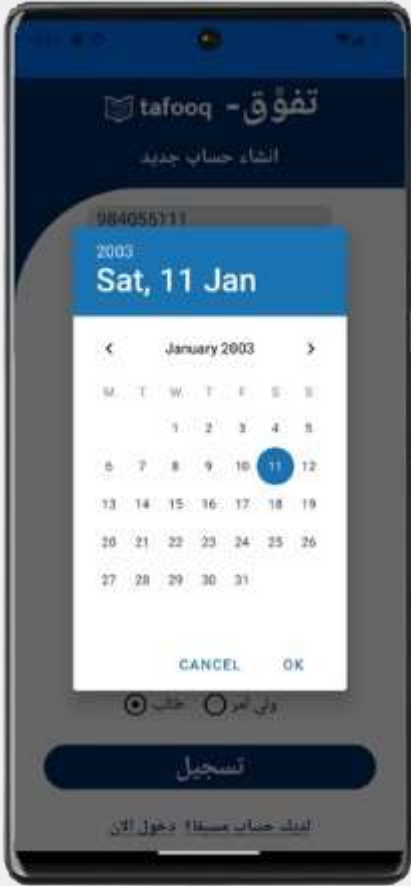 تفوُّق - tafooq
انشاء حساب جديد
984055111
2003
Sat, 11 Jan
January 2003
M T W T F S S
1 2 3 4 5
6 7 8 9 10 11 12
13 14 15 16 17 18 19
20 21 22 23 24 25 26
27 28 29 30 31
CANCEL OK
ولي امر طالب
تسجيل
لديك حساب مسبقا؟ دخول الان